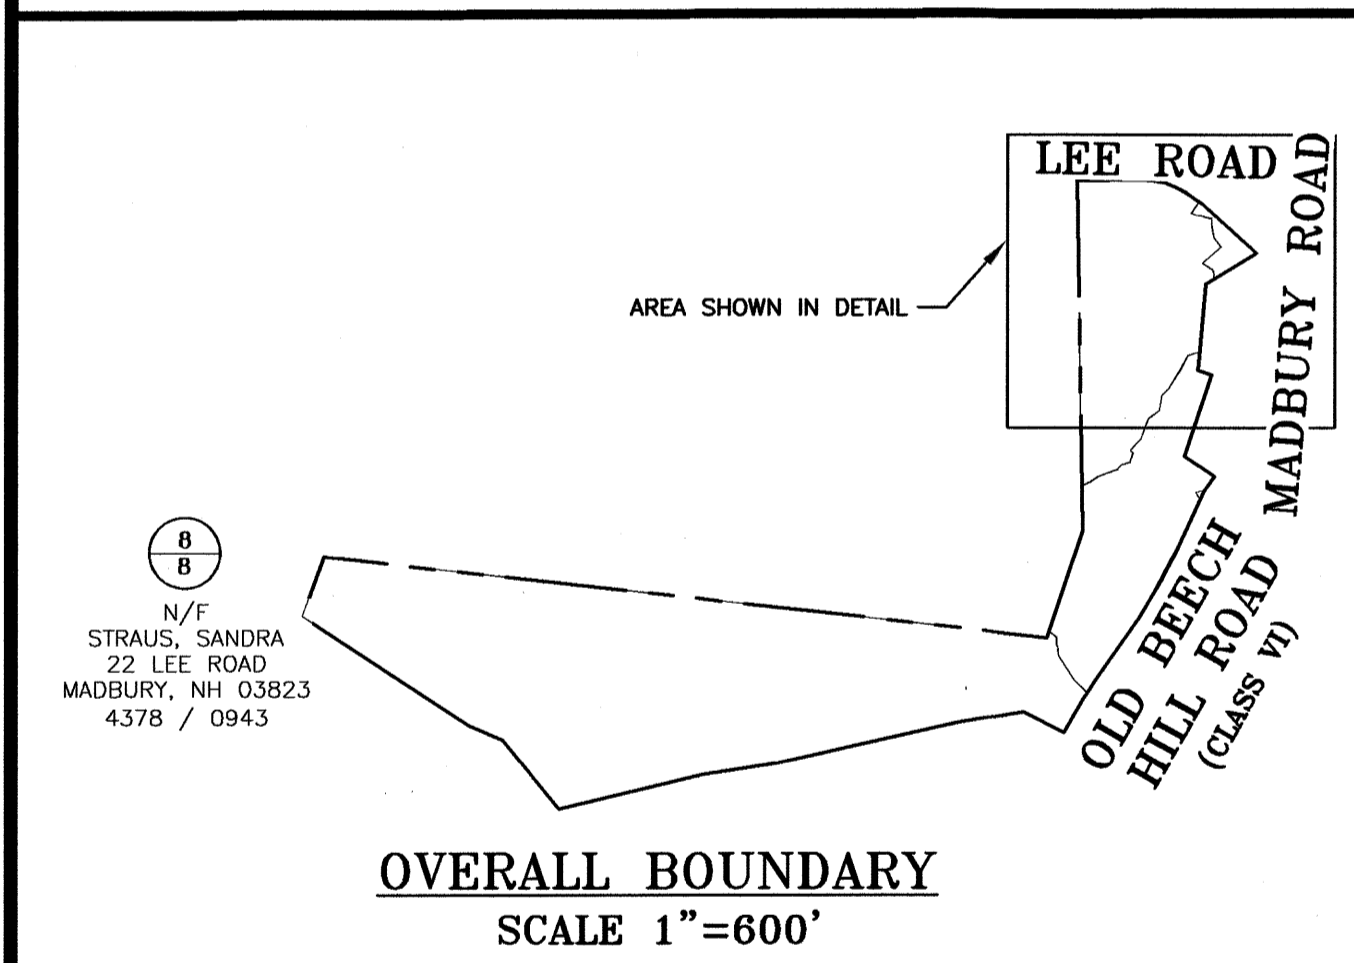 LEE ROAD
MADBURY ROAD
AREA SHOWN IN DETAIL
8
8
N/F
STRAUS, SANDRA
22 LEE ROAD
MADBURY, NH 03823
4378 / 0943
OLD BEECH
HILL ROAD
(CLASS VI)
OVERALL BOUNDARY
SCALE 1"=600'